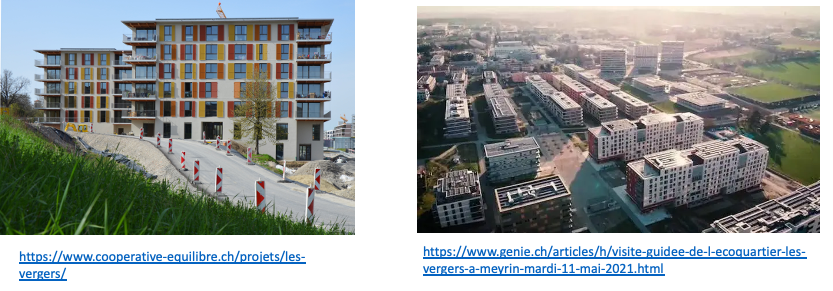 https://www.cooperative-equilibre.ch/projets/les-
vergers/
https://www.genie.ch/articles/h/visite-guidee-de-l-ecoquartier-les-
vergers-a-meyrin-mardi-11-mai-2021.html